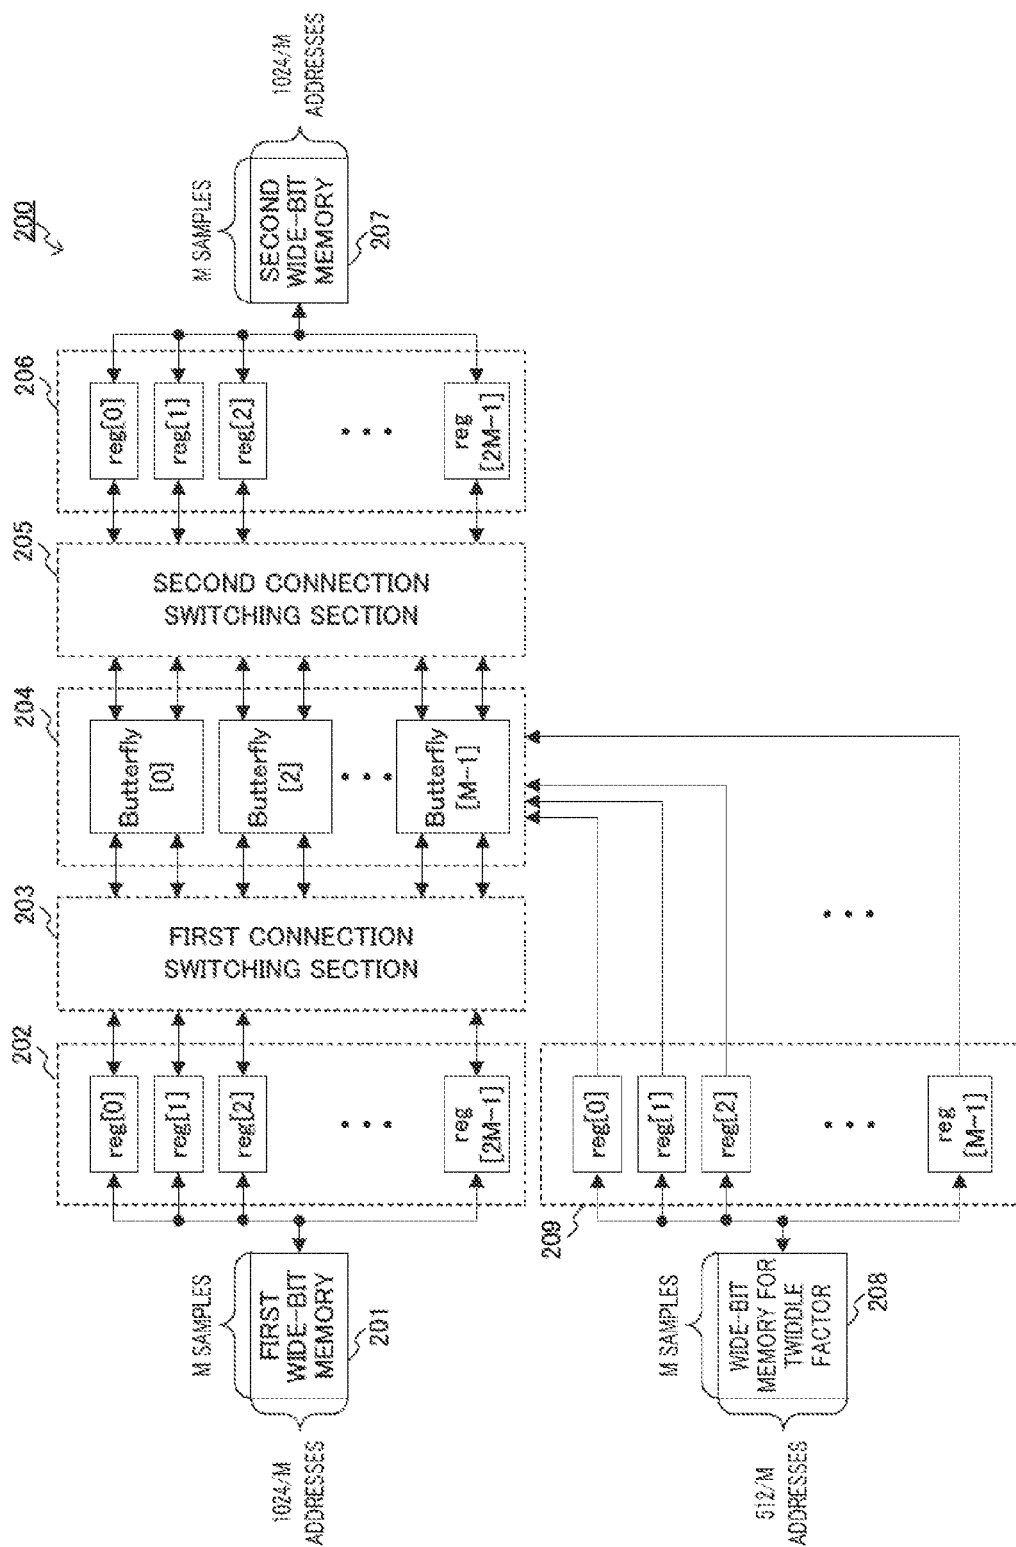 200
M SAMPLES
1024/M
ADDRESSES
FIRST
WIDE-BIT
MEMORY
201
202
reg[0]
reg[1]
reg[2]
• • •
reg
[2M-1]
203
FIRST CONNECTION
SWITCHING SECTION
204
Butterfly
[0]
Butterfly
[2]
• • •
Butterfly
[M-1]
205
SECOND CONNECTION
SWITCHING SECTION
206
reg[0]
reg[1]
reg[2]
• • •
reg
[2M-1]
M SAMPLES
1024/M
ADDRESSES
SECOND
WIDE-BIT
MEMORY
207
M SAMPLES
512/M
ADDRESSES
WIDE-BIT
MEMORY FOR
TWIDDLE
FACTOR
208
209
reg[0]
reg[1]
reg[2]
• • •
reg
[M-1]
• • •